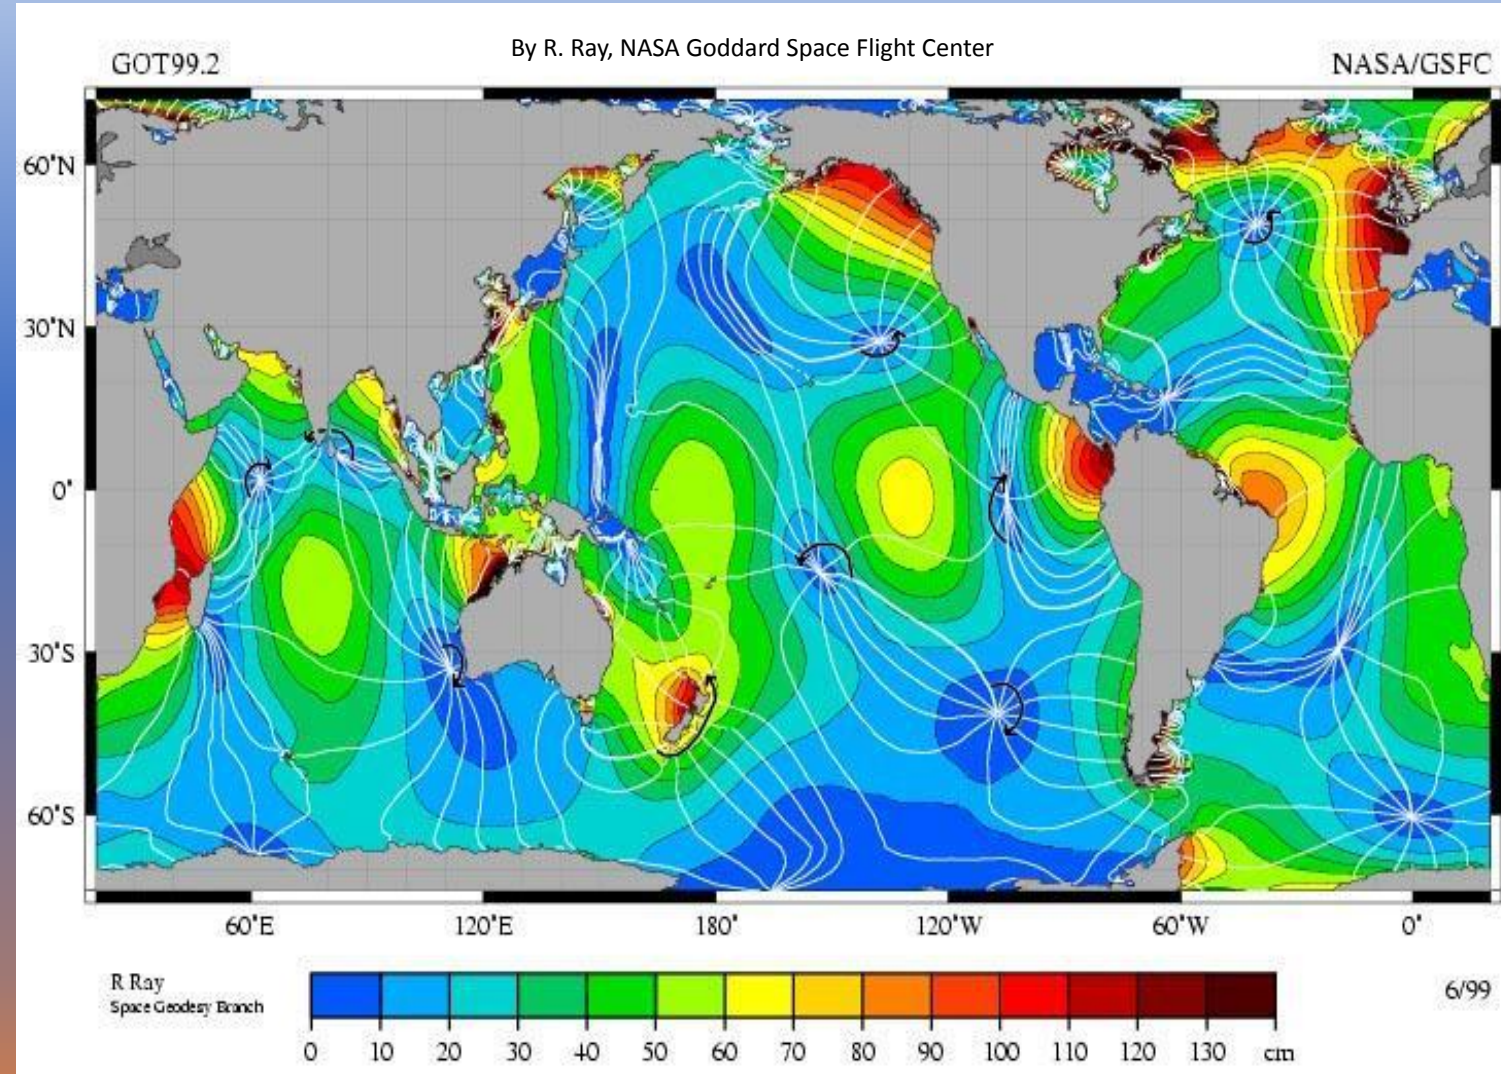 By R. Ray, NASA Goddard Space Flight Center
GOT99.2 NASA/GSFC
60°N
30°N
0°
30°S
60°S
60°E 120°E 180° 120°W 60°W 0°
R Ray
Space Geodesy Branch
6/99
0 10 20 30 40 50 60 70 80 90 100 110 120 130 cm